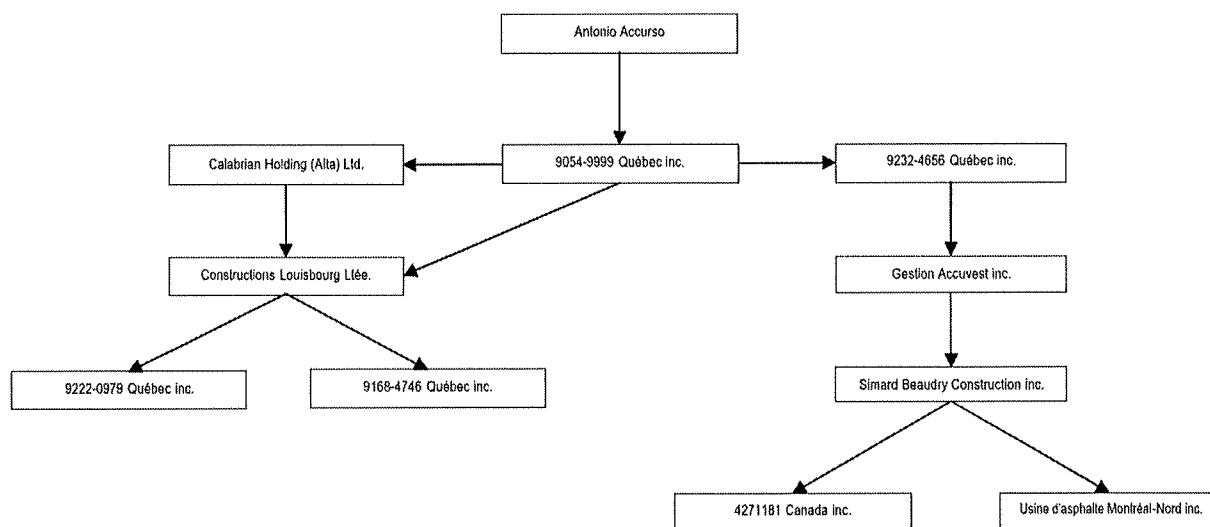 Antonio Accurso
Calabrian Holding (Alta) Ltd.
9054-9999 Québec inc.
9232-4656 Québec inc.
Constructions Louisbourg Ltée.
Gestion Accuvest inc.
9222-0979 Québec inc.
9168-4746 Québec inc.
Simard Beaudry Construction inc.
4271181 Canada inc.
Usine d'asphalte Montréal-Nord inc.